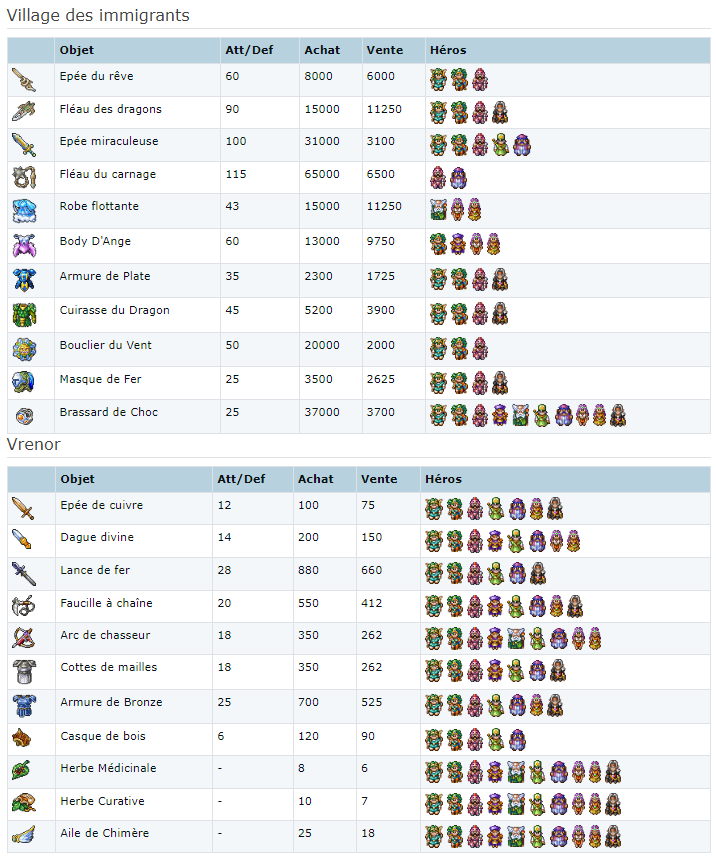 Village des immigrants
Objet Att/Def Achat Vente Héros
Epée du rêve 60 8000 6000
Fléau des dragons 90 15000 11250
Epée miraculeuse 100 31000 3100
Fléau du carnage 115 65000 6500
Robe flottante 43 15000 11250
Body D'Ange 60 13000 9750
Armure de Plate 35 2300 1725
Cuirasse du Dragon 45 5200 3900
Bouclier du Vent 50 20000 2000
Masque de Fer 25 3500 2625
Brassard de Choc 25 37000 3700
Vrenor
Objet Att/Def Achat Vente Héros
Epée de cuivre 12 100 75
Dague divine 14 200 150
Lance de fer 28 880 660
Faucille à chaîne 20 550 412
Arc de chasseur 18 350 262
Cottes de mailles 18 350 262
Armure de Bronze 25 700 525
Casque de bois 6 120 90
Herbe Médicinale - 8 6
Herbe Curative - 10 7
Aile de Chimère - 25 18